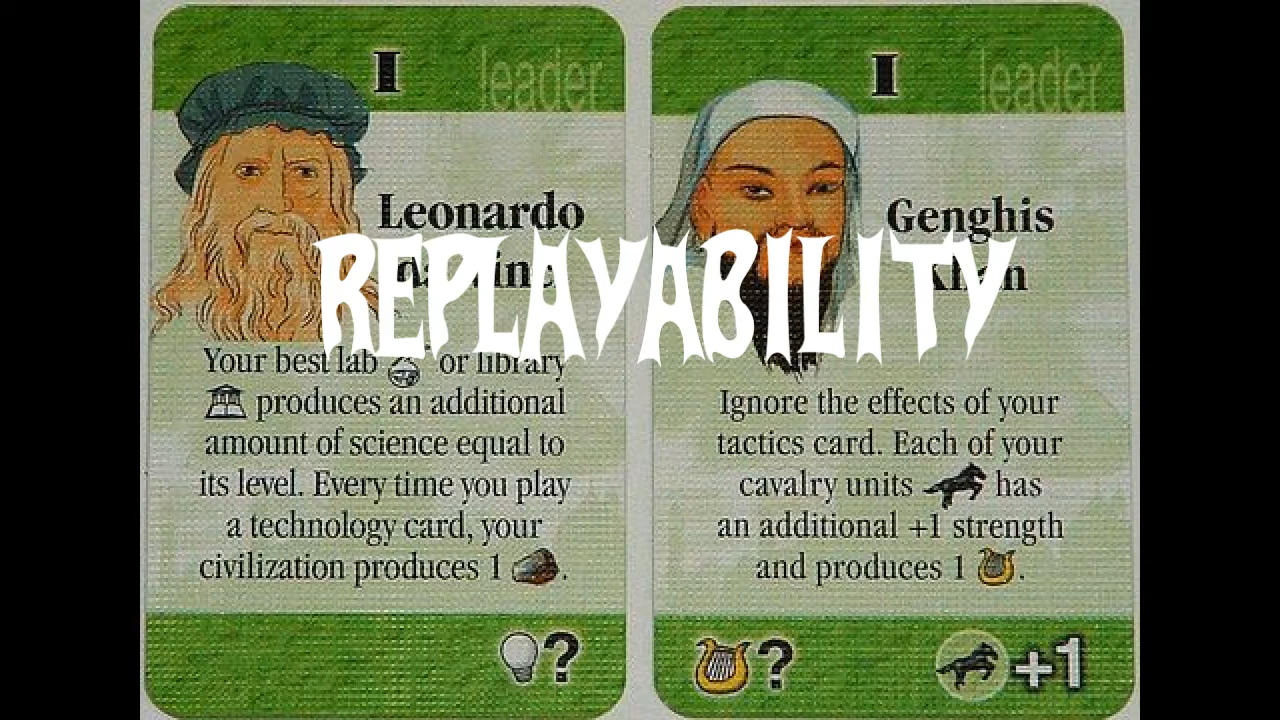 I leader
Leonardo
Your best lab or library
produces an additional
amount of science equal to
its level. Every time you play
a technology card, your
civilization produces 1 .
?
I leader
Genghis
Khan
Ignore the effects of your
tactics card. Each of your
cavalry units has
an additional +1 strength
and produces 1 .
? +1
REPLAYABILITY